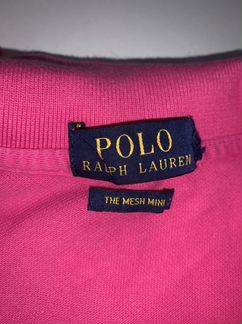 POLO
RALPH LAUREN
THE MESH MINI